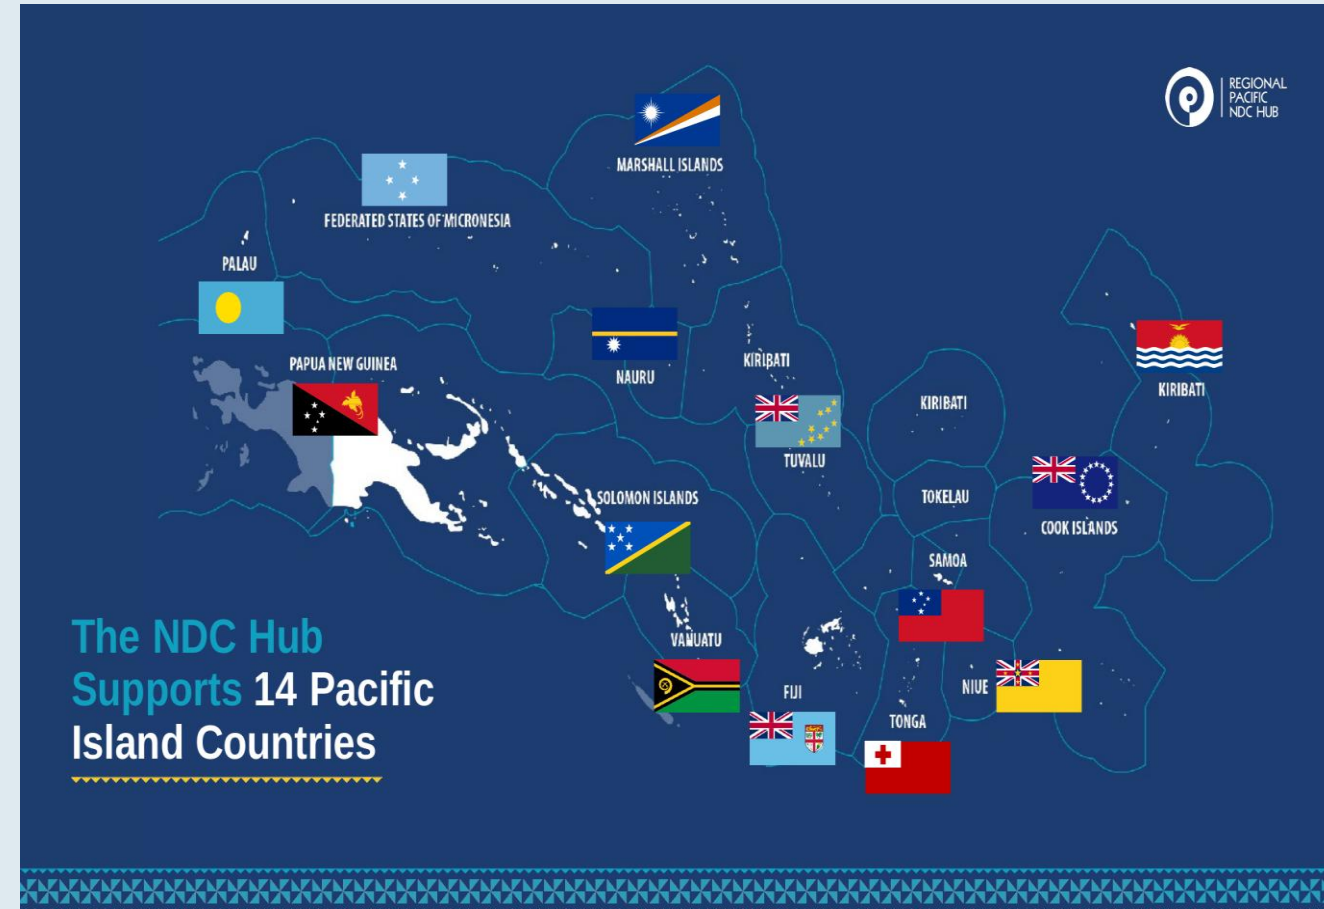 REGIONAL
PACIFIC
NDC HUB
MARSHALL ISLANDS
FEDERATED STATES OF MICRONESIA
PALAU
PAPUA NEW GUINEA
NAURU
KIRIBATI
KIRIBATI
KIRIBATI
TUVALU
TOKELAU
SOLOMON ISLANDS
COOK ISLANDS
SAMOA
VANUATU
FIJI
NIUE
TONGA
The NDC Hub
Supports 14 Pacific
Island Countries